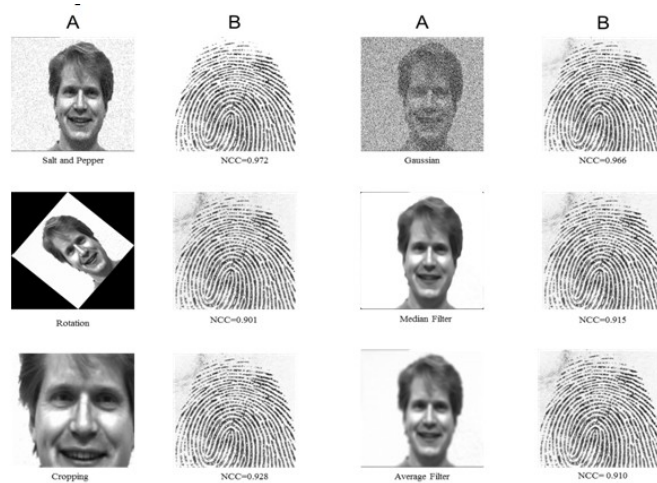 A B A B
Salt and Pepper NCC=0.972 Gaussian NCC=0.966
Rotation NCC=0.901 Median Filter NCC=0.915
Cropping NCC=0.928 Average Filter NCC= 0.910